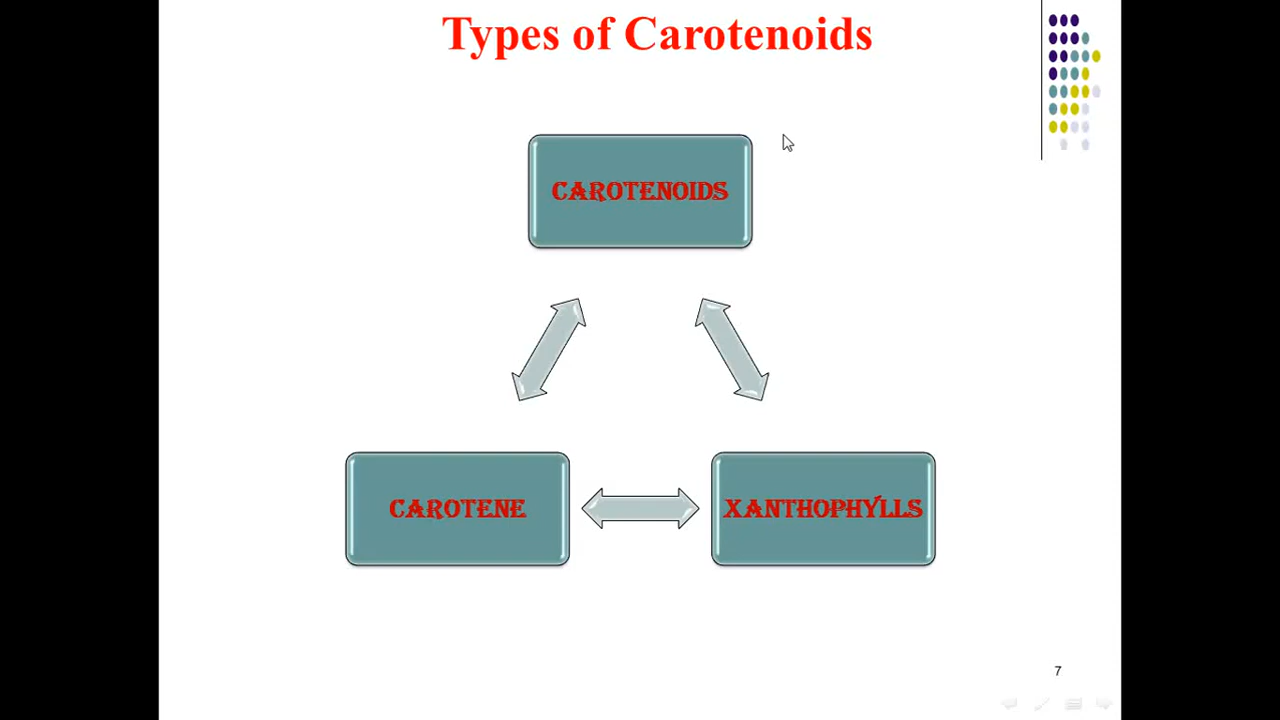 Types of Carotenoids
CAROTENOIDS
CAROTENE
XANTHOPHYLLS
7